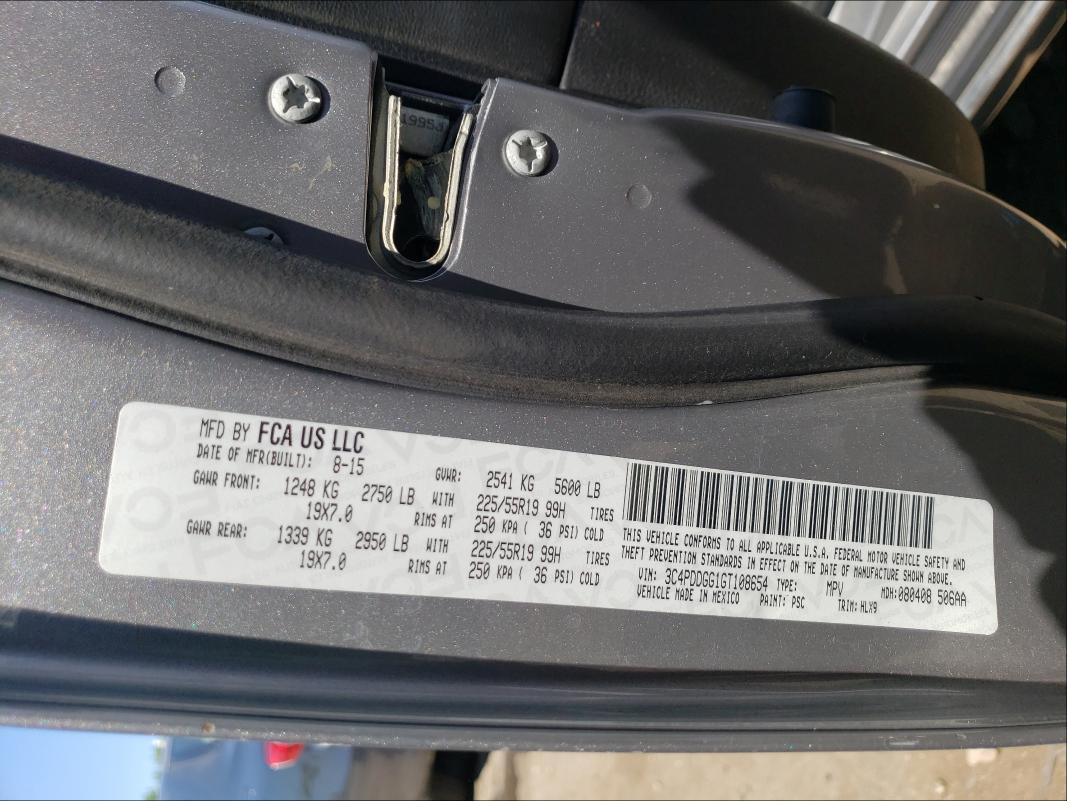 19953
MFD BY FCA US LLC
DATE OF MFR(BUILT): 8-15 GVWR: 2541 KG 5600 LB
GAWR FRONT: 1248 KG 2750 LB WITH 225/55R19 99H TIRES
19X7.0 RIMS AT 250 KPA ( 36 PSI) COLD
GAWR REAR: 1339 KG 2950 LB WITH 225/55R19 99H TIRES
19X7.0 RIMS AT 250 KPA ( 36 PSI) COLD
THIS VEHICLE CONFORMS TO ALL APPLICABLE U.S.A. FEDERAL MOTOR VEHICLE SAFETY AND
THEFT PREVENTION STANDARDS IN EFFECT ON THE DATE OF MANUFACTURE SHOWN ABOVE.
VIN: 3C4PDDGG1GT108654 TYPE: MPV MDH:080408 506AA
VEHICLE MADE IN MEXICO PAINT: PSC TRIM:HLX9